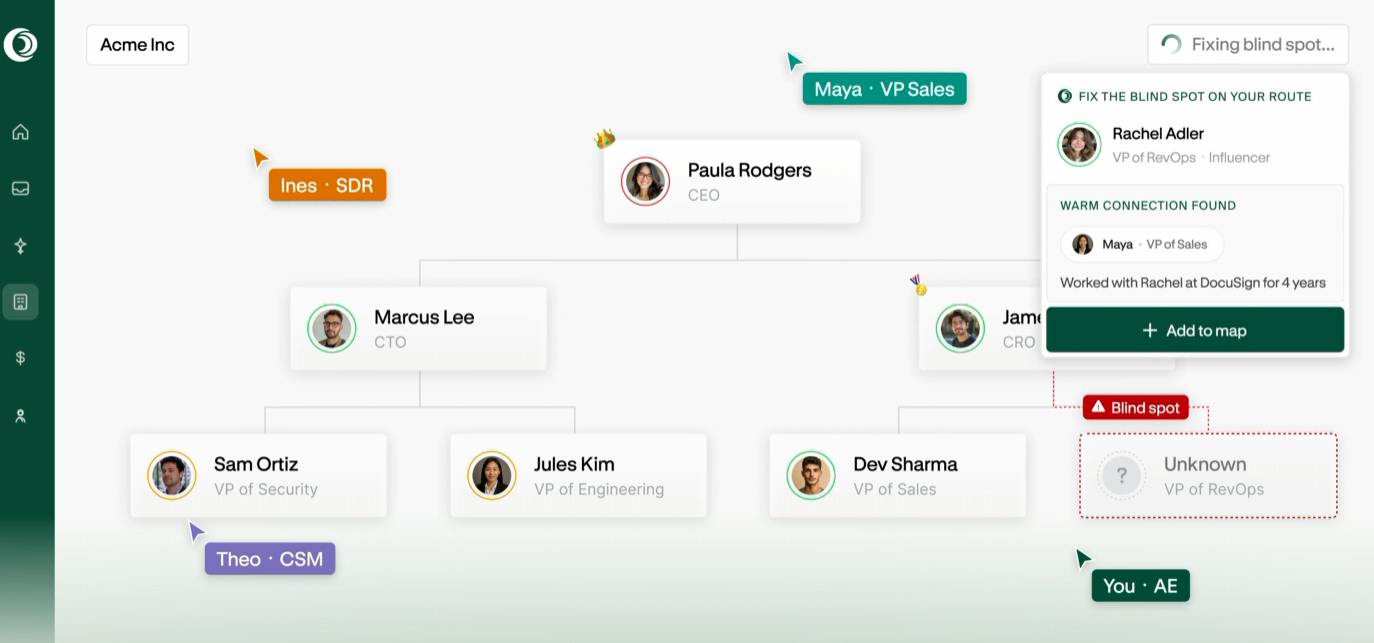 Acme Inc
Fixing blind spot...
Maya · VP Sales
FIX THE BLIND SPOT ON YOUR ROUTE
Rachel Adler
VP of RevOps · Influencer
WARM CONNECTION FOUND
Maya · VP of Sales
Worked with Rachel at DocuSign for 4 years
+ Add to map
Ines · SDR
Paula Rodgers
CEO
Marcus Lee
CTO
Jame
CRO
Blind spot
Sam Ortiz
VP of Security
Jules Kim
VP of Engineering
Dev Sharma
VP of Sales
?
Unknown
VP of RevOps
Theo · CSM
You · AE
$